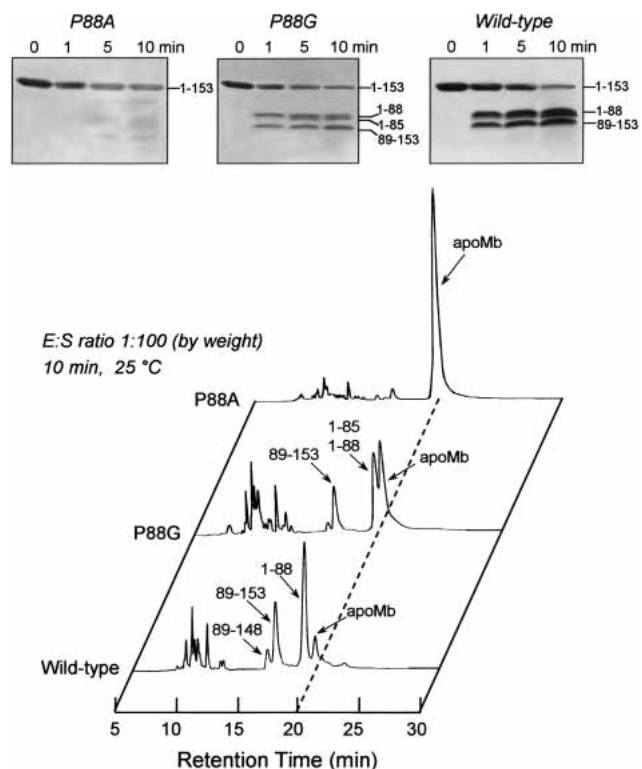 P88A P88G Wild-type
0 1 5 10 min 0 1 5 10 min 0 1 5 10 min
1-153 1-153 1-153
1-88 1-88
1-85
89-153 89-153
apoMb
E:S ratio 1:100 (by weight)
10 min, 25 °C
P88A
1-85
1-88
89-153 apoMb
P88G
1-88
89-153
89-148 apoMb
Wild-type
5 10 15 20 25 30
Retention Time (min)